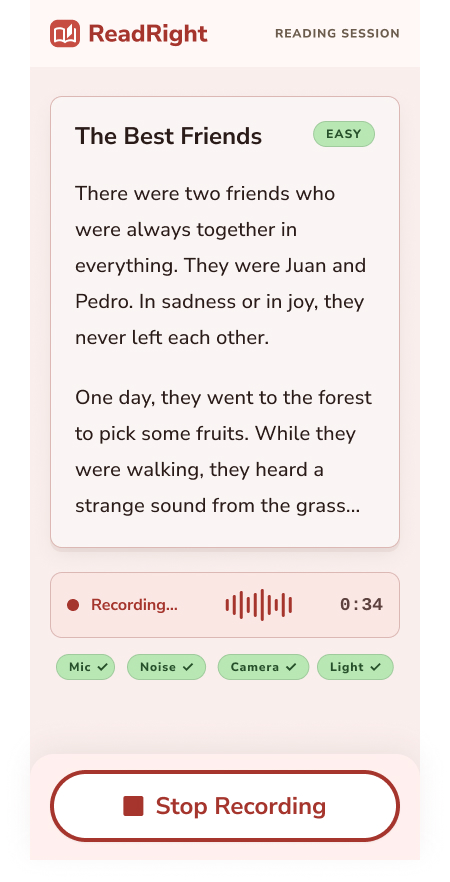 ReadRight
READING SESSION
The Best Friends
EASY
There were two friends who
were always together in
everything. They were Juan and
Pedro. In sadness or in joy, they
never left each other.
One day, they went to the forest
to pick some fruits. While they
were walking, they heard a
strange sound from the grass...
Recording...
0:34
Mic ✓
Noise ✓
Camera ✓
Light ✓
Stop Recording